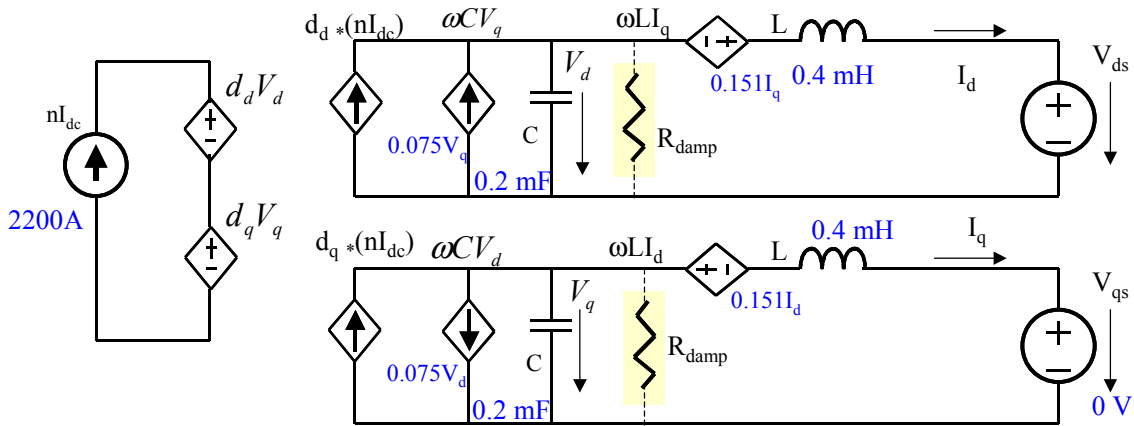 nI_dc
2200A
d_d V_d
d_q V_q
d_d *(nI_dc)
ωCV_q
ωLI_q
L
0.4 mH
I_d
V_ds
V_d
0.151I_q
C
R_damp
0.075V_q
0.2 mF
d_q *(nI_dc)
ωCV_d
ωLI_d
L
0.4 mH
I_q
V_qs
V_q
0.151I_d
C
R_damp
0.075V_d
0.2 mF
0 V